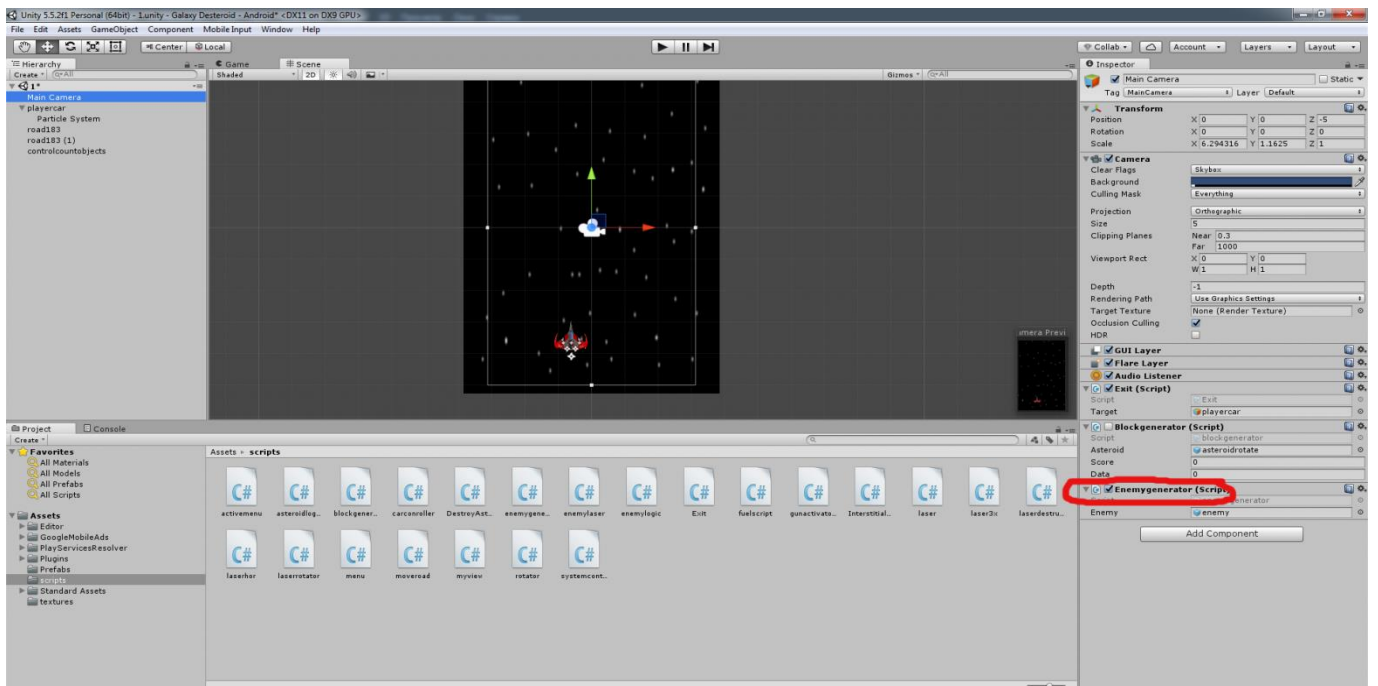 Unity 5.5.2f1 Personal (64bit) - 1.unity - Galaxy Desteroid - Android* <DX11 on DX9 GPU>
File Edit Assets GameObject Component Mobile Input Window Help
Center Local
Collab Account Layers Layout
Hierarchy
Create All
1*
Main Camera
playercar
Particle System
road183
road183 (1)
controlcountobjects
Game Scene
Shaded 2D Gizmos All
Inspector
Main Camera Static
Tag MainCamera Layer Default
Transform
Position X 0 Y 0 Z -5
Rotation X 0 Y 0 Z 0
Scale X 6.294316 Y 1.1625 Z 1
Camera
Clear Flags Skybox
Background
Culling Mask Everything
Projection Orthographic
Size 5
Clipping Planes Near 0.3
Far 1000
Viewport Rect X 0 Y 0
W 1 H 1
Depth -1
Rendering Path Use Graphics Settings
Target Texture None (Render Texture)
Occlusion Culling
HDR
GUI Layer
Flare Layer
Audio Listener
Exit (Script)
Script Exit
Target playercar
Blockgenerator (Script)
Script blockgenerator
Asteroid asteroidrotate
Score 0
Data 0
Enemygenerator (Script)
Enemy enemy
Add Component
Project Console
Create
Favorites
All Materials
All Models
All Prefabs
All Scripts
Assets
Editor
GoogleMobileAds
PlayServicesResolver
Plugins
Prefabs
scripts
Standard Assets
textures
Assets scripts
C# C# C# C# C# C# C# C# C# C# C# C# C# C# C#
activemenu asteroidlog... blockgener... carconroller DestroyAst... enemygene... enemylaser enemylogic Exit fuelscript gunactivato... Interstitial... laser laser3x laserdestru...
C# C# C# C# C# C# C#
laserhor laserrotator menu moveroad myview rotator systemcont...